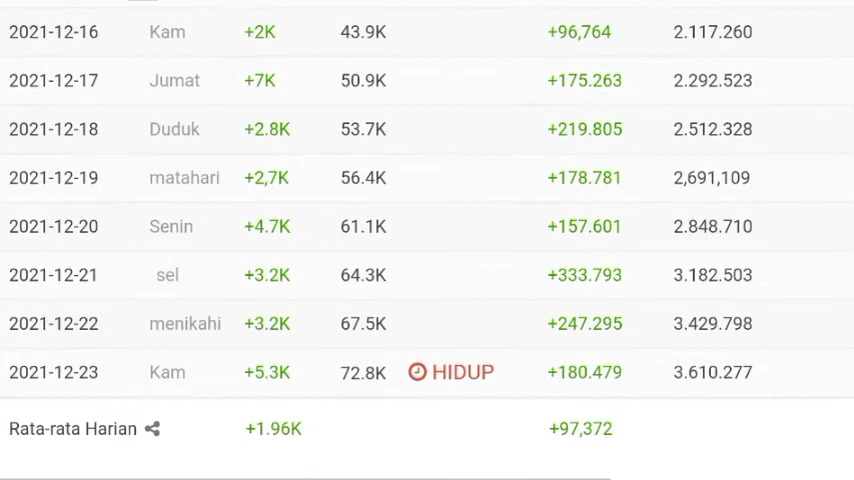 2021-12-16 Kam +2K 43.9K +96,764 2.117.260
2021-12-17 Jumat +7K 50.9K +175.263 2.292.523
2021-12-18 Duduk +2.8K 53.7K +219.805 2.512.328
2021-12-19 matahari +2,7K 56.4K +178.781 2,691,109
2021-12-20 Senin +4.7K 61.1K +157.601 2.848.710
2021-12-21 sel +3.2K 64.3K +333.793 3.182.503
2021-12-22 menikahi +3.2K 67.5K +247.295 3.429.798
2021-12-23 Kam +5.3K 72.8K HIDUP +180.479 3.610.277
Rata-rata Harian +1.96K +97,372